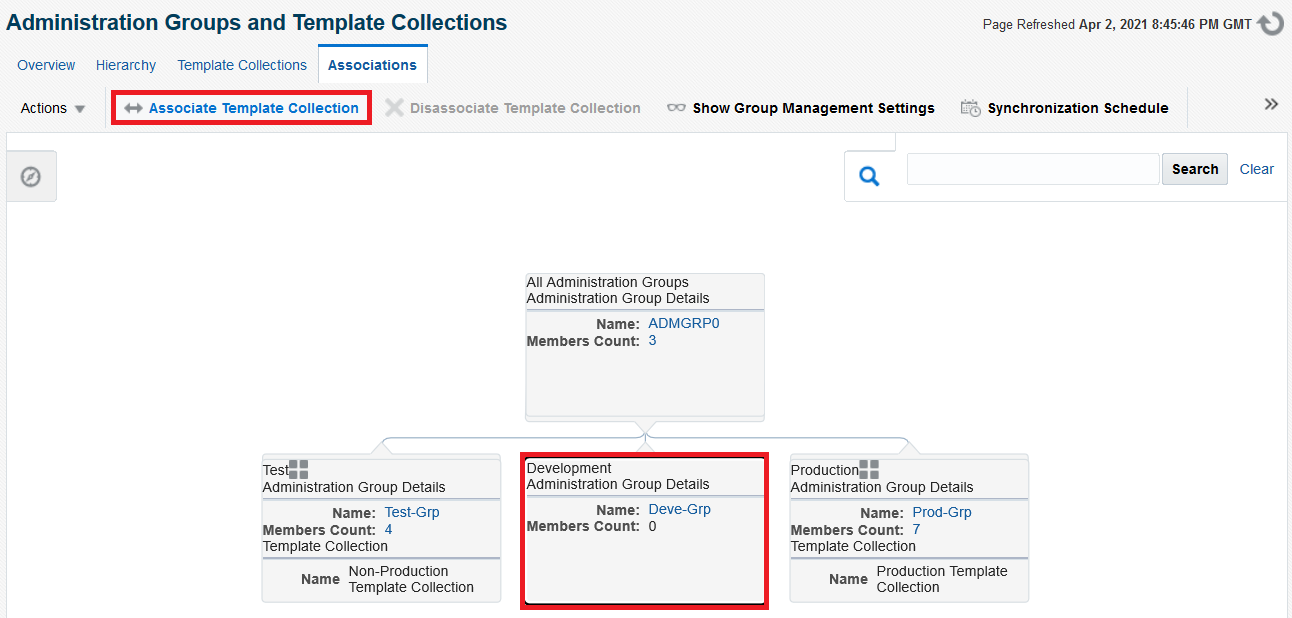 Administration Groups and Template Collections
Page Refreshed Apr 2, 2021 8:45:46 PM GMT
Overview Hierarchy Template Collections Associations
Actions Associate Template Collection Disassociate Template Collection Show Group Management Settings Synchronization Schedule »
Search Clear
All Administration Groups
Administration Group Details
Name: ADMGRP0
Members Count: 3
Test
Administration Group Details
Name: Test-Grp
Members Count: 4
Template Collection
Name Non-Production
Template Collection
Development
Administration Group Details
Name: Deve-Grp
Members Count: 0
Production
Administration Group Details
Name: Prod-Grp
Members Count: 7
Template Collection
Name Production Template
Collection